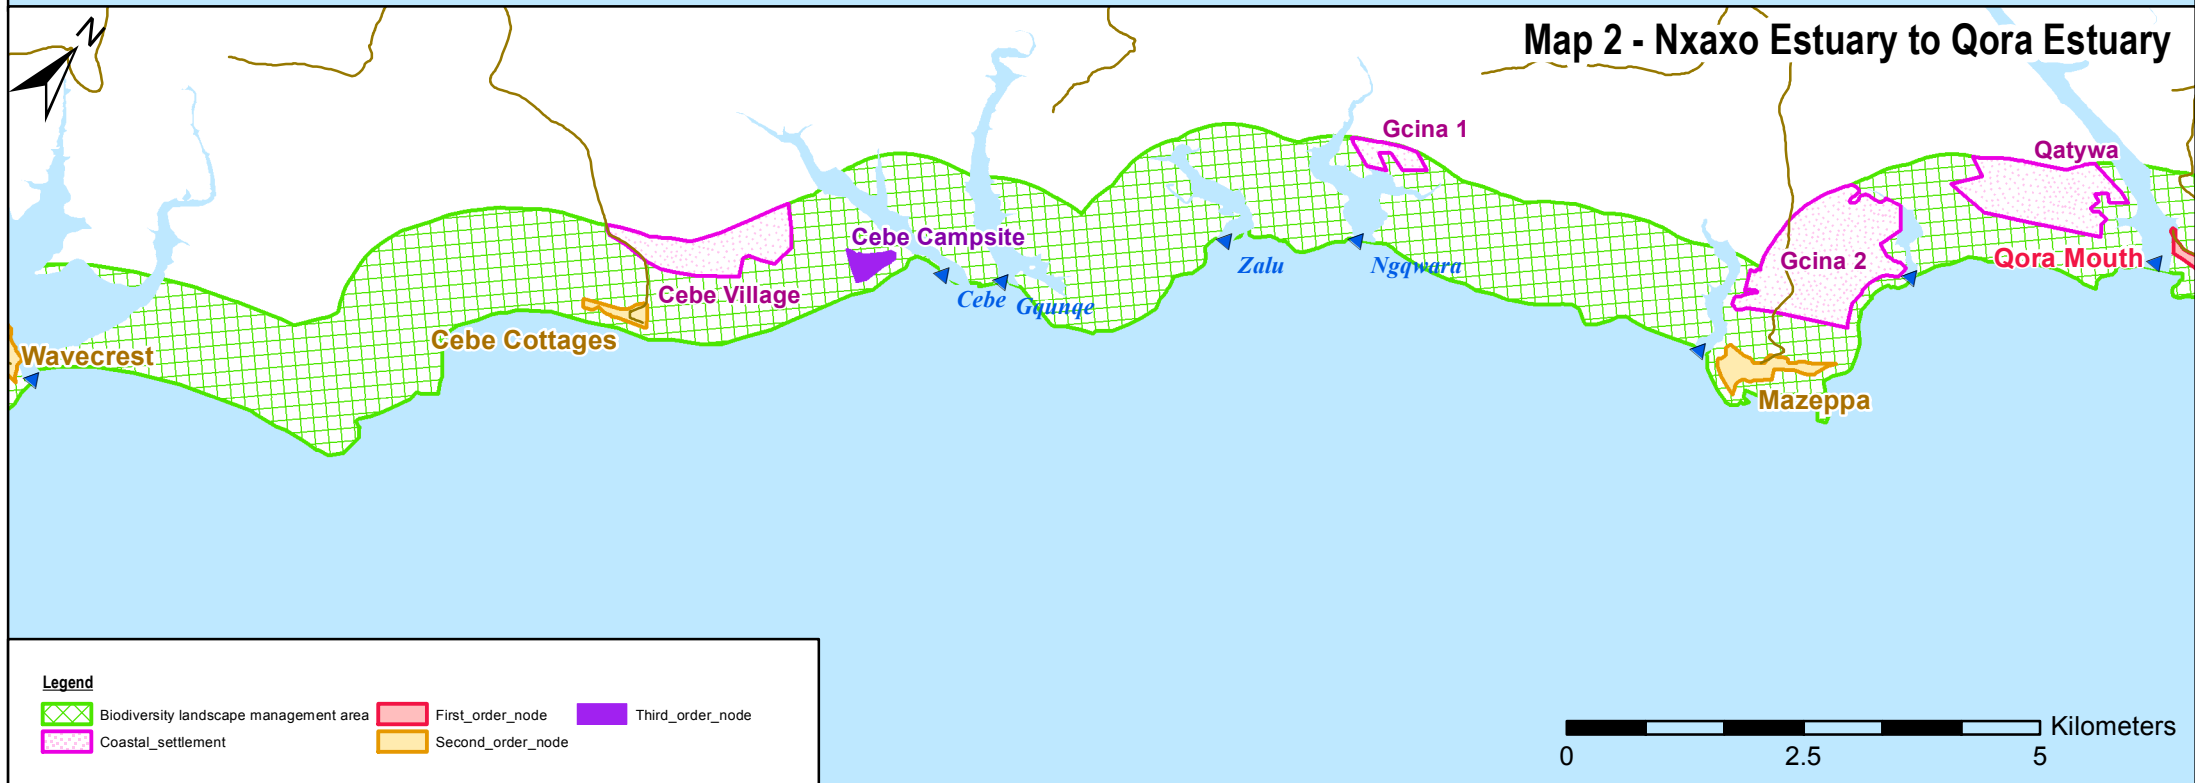 Map 2 - Nxaxo Estuary to Qora Estuary
N
Gcina 1
Qatywa
Cebe Campsite
Zalu
Ngqwara
Gcina 2
Qora Mouth
Cebe Village
Cebe
Gqunqe
Cebe Cottages
Wavecrest
Mazeppa
Legend
Biodiversity landscape management area
First_order_node
Third_order_node
Coastal_settlement
Second_order_node
Kilometers
0
2.5
5